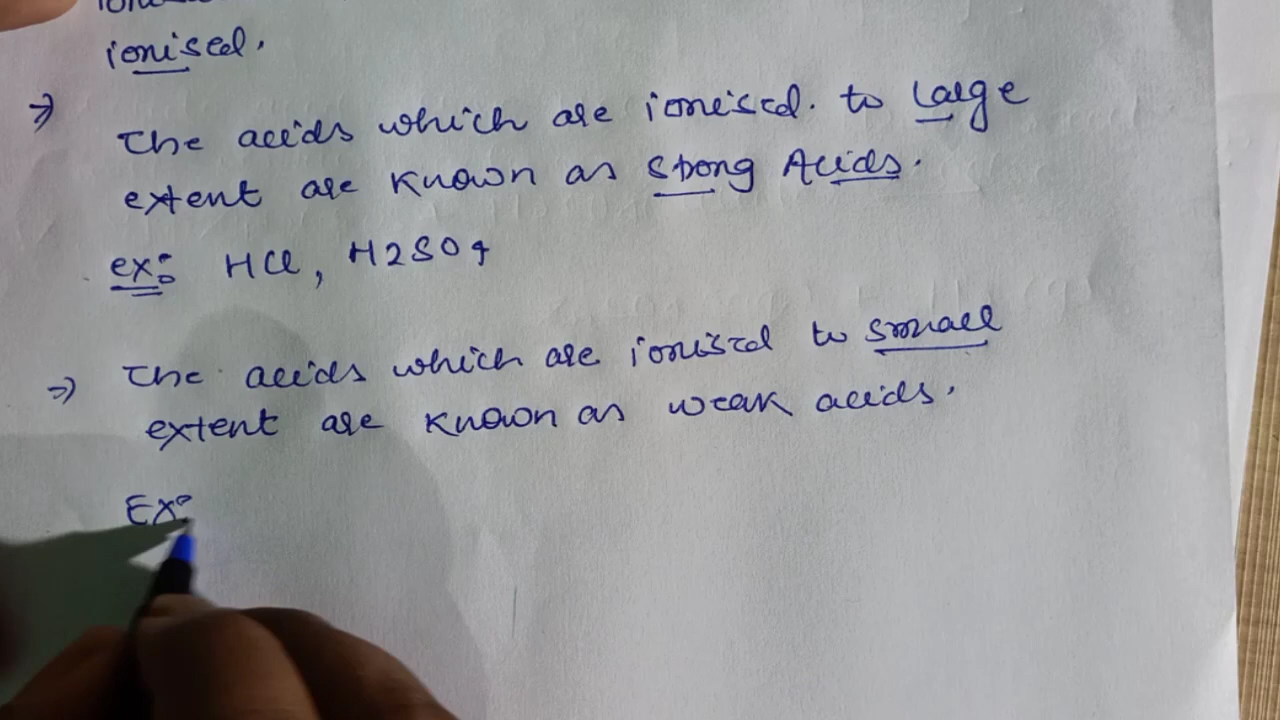 ionised.
⇒ The acids which are ionised. to Large
extent are known as strong Acids.
ex: HCl, H2SO4
⇒ The acids which are ionised to small
extent are known as weak acids.
Ex: